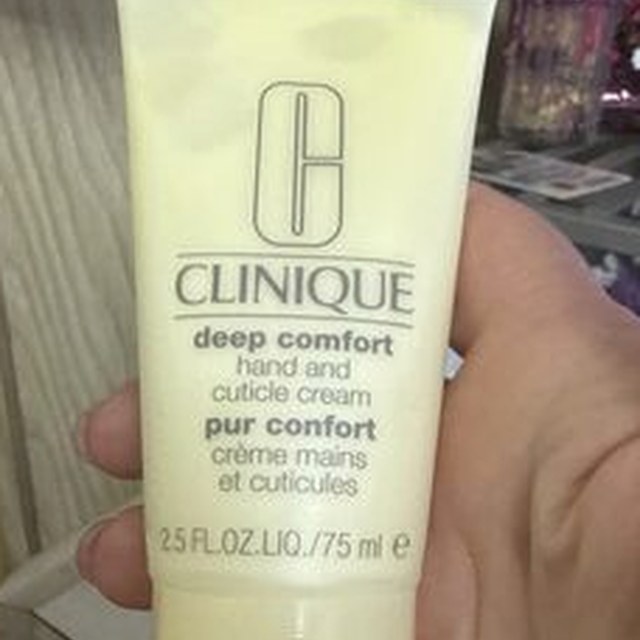 C
CLINIQUE
deep comfort
hand and
cuticle cream
pur confort
crème mains
et cuticules
2.5 FL.OZ.LIQ./75 ml e